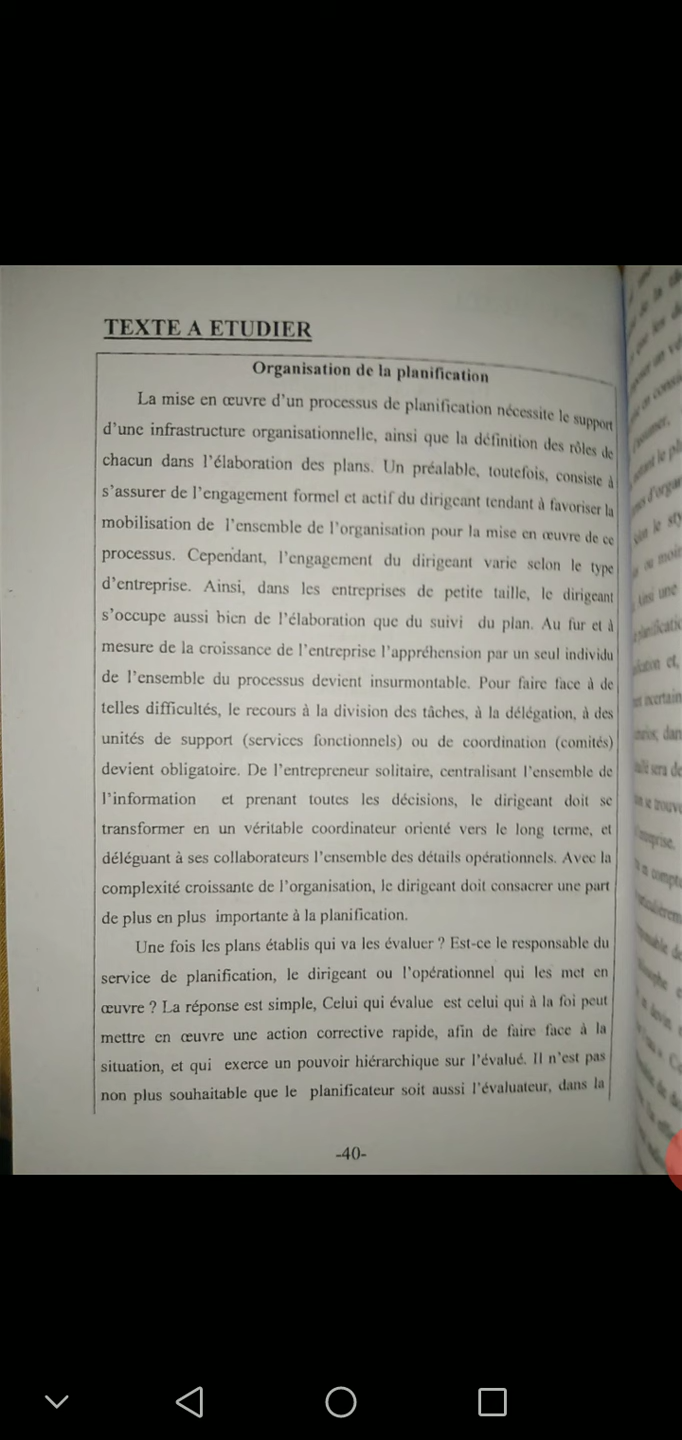 TEXTE A ETUDIER
Organisation de la planification
La mise en œuvre d'un processus de planification nécessite le support
d'une infrastructure organisationnelle, ainsi que la définition des rôles de
chacun dans l'élaboration des plans. Un préalable, toutefois, consiste à
s'assurer de l'engagement formel et actif du dirigeant tendant à favoriser la
mobilisation de l'ensemble de l'organisation pour la mise en œuvre de ce
processus. Cependant, l'engagement du dirigeant varie selon le type
d'entreprise. Ainsi, dans les entreprises de petite taille, le dirigeant
s'occupe aussi bien de l'élaboration que du suivi du plan. Au fur et à
mesure de la croissance de l'entreprise l'appréhension par un seul individu
de l'ensemble du processus devient insurmontable. Pour faire face à de
telles difficultés, le recours à la division des tâches, à la délégation, à des
unités de support (services fonctionnels) ou de coordination (comités)
devient obligatoire. De l'entrepreneur solitaire, centralisant l'ensemble de
l'information et prenant toutes les décisions, le dirigeant doit se
transformer en un véritable coordinateur orienté vers le long terme, et
déléguant à ses collaborateurs l'ensemble des détails opérationnels. Avec la
complexité croissante de l'organisation, le dirigeant doit consacrer une part
de plus en plus importante à la planification.
Une fois les plans établis qui va les évaluer ? Est-ce le responsable du
service de planification, le dirigeant ou l'opérationnel qui les met en
œuvre ? La réponse est simple, Celui qui évalue est celui qui à la foi peut
mettre en œuvre une action corrective rapide, afin de faire face à la
situation, et qui exerce un pouvoir hiérarchique sur l'évalué. Il n'est pas
non plus souhaitable que le planificateur soit aussi l'évaluateur, dans la
-40-